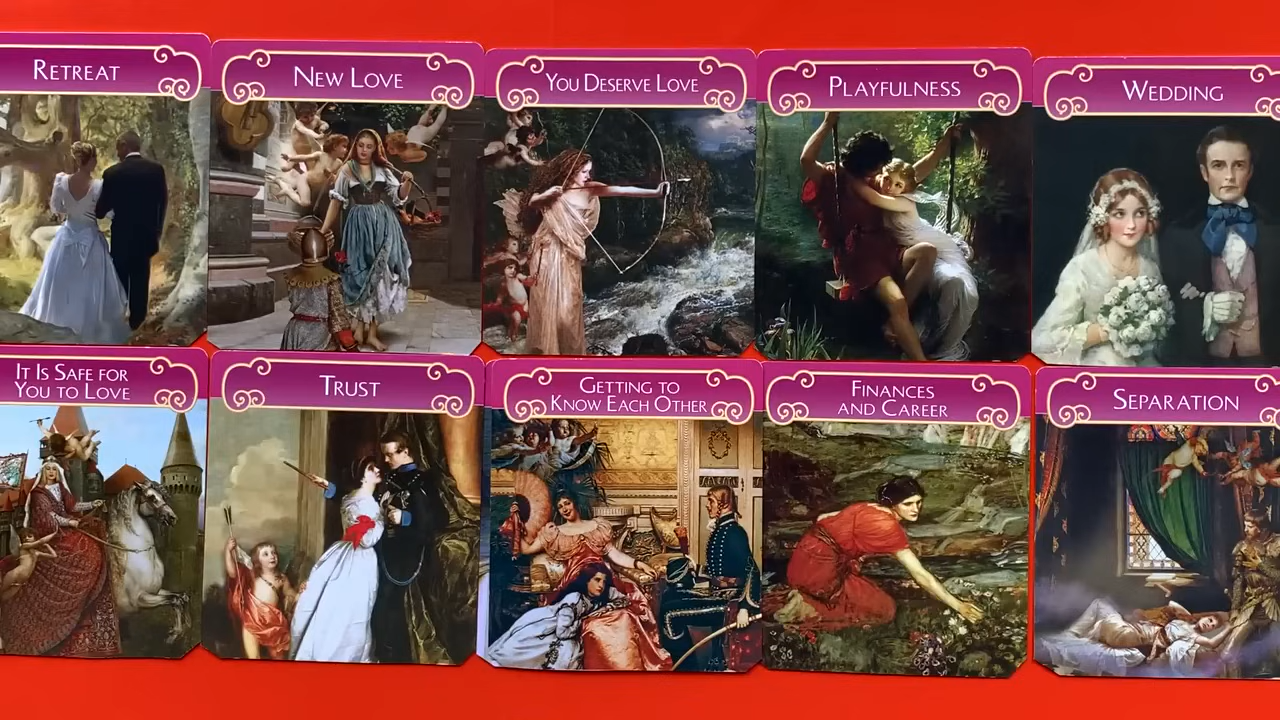 RETREAT
NEW LOVE
YOU DESERVE LOVE
PLAYFULNESS
WEDDING
IT IS SAFE FOR
YOU TO LOVE
TRUST
GETTING TO
KNOW EACH OTHER
FINANCES
AND CAREER
SEPARATION